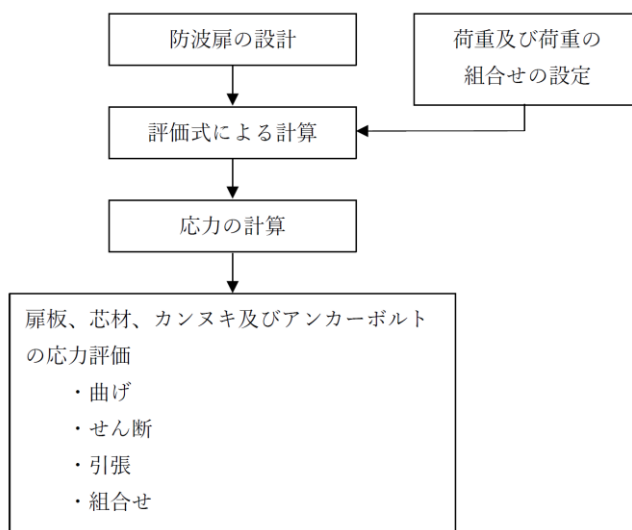 防波扉の設計
荷重及び荷重の
組合せの設定
評価式による計算
応力の計算
扉板、芯材、カンヌキ及びアンカーボルト
の応力評価
・曲げ
・せん断
・引張
・組合せ